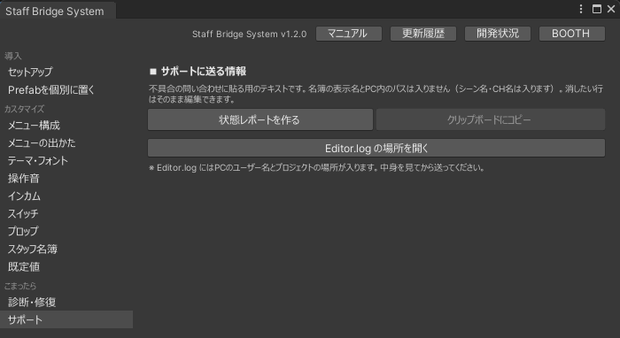 Staff Bridge System
Staff Bridge System v1.2.0
マニュアル
更新履歴
開発状況
BOOTH
導入
セットアップ
Prefabを個別に置く
カスタマイズ
メニュー構成
メニューの出かた
テーマ・フォント
操作音
インカム
スイッチ
プロップ
スタッフ名簿
既定値
こまったら
診断・修復
サポート
■ サポートに送る情報
不具合の問い合わせに貼る用のテキストです。名簿の表示名とPC内のパスは入りません（シーン名・CH名は入ります）。消したい行
はそのまま編集できます。
状態レポートを作る
クリップボードにコピー
Editor.log の場所を開く
※ Editor.log にはPCのユーザー名とプロジェクトの場所が入ります。中身を見てから送ってください。